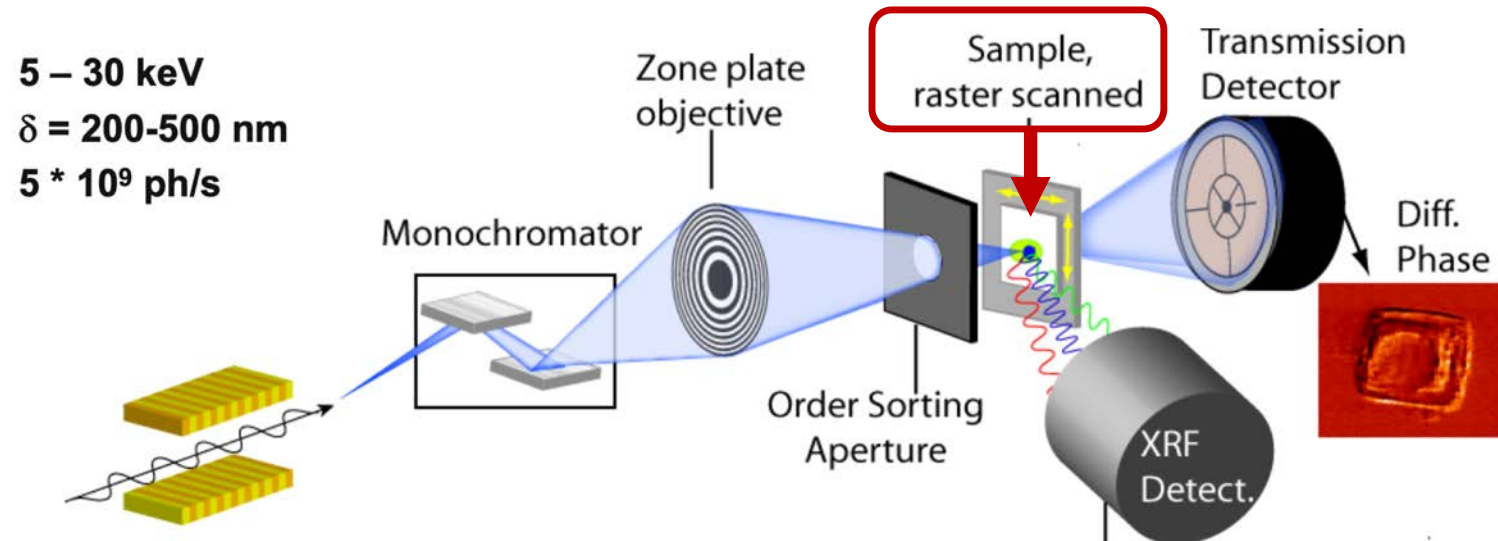 5 – 30 keV
δ = 200-500 nm
5 * 10⁹ ph/s
Monochromator
Zone plate
objective
Sample,
raster scanned
Transmission
Detector
Diff.
Phase
Order Sorting
Aperture
XRF
Detect.